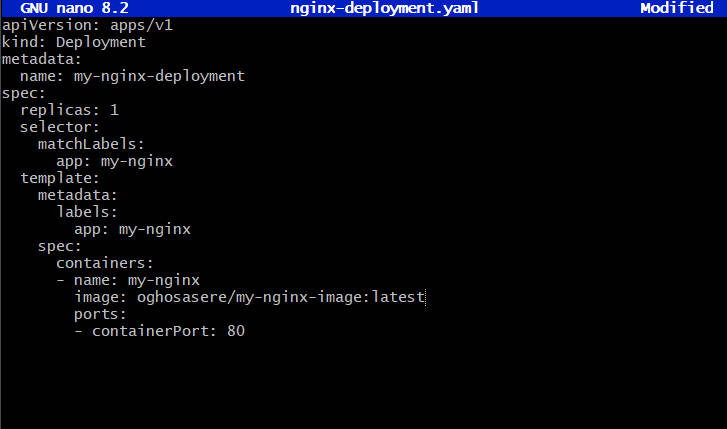 GNU nano 8.2 nginx-deployment.yaml Modified
apiVersion: apps/v1
kind: Deployment
metadata:
  name: my-nginx-deployment
spec:
  replicas: 1
  selector:
    matchLabels:
      app: my-nginx
  template:
    metadata:
      labels:
        app: my-nginx
    spec:
      containers:
      - name: my-nginx
        image: oghosasere/my-nginx-image:latest
        ports:
        - containerPort: 80